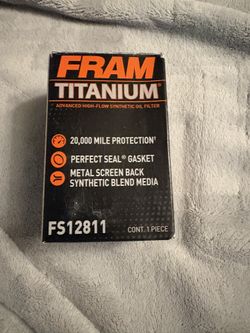 FRAM
TITANIUM®
ADVANCED HIGH-FLOW SYNTHETIC OIL FILTER
20,000 MILE PROTECTION†
PERFECT SEAL® GASKET
METAL SCREEN BACK
SYNTHETIC BLEND MEDIA
FS12811
CONT. 1 PIECE